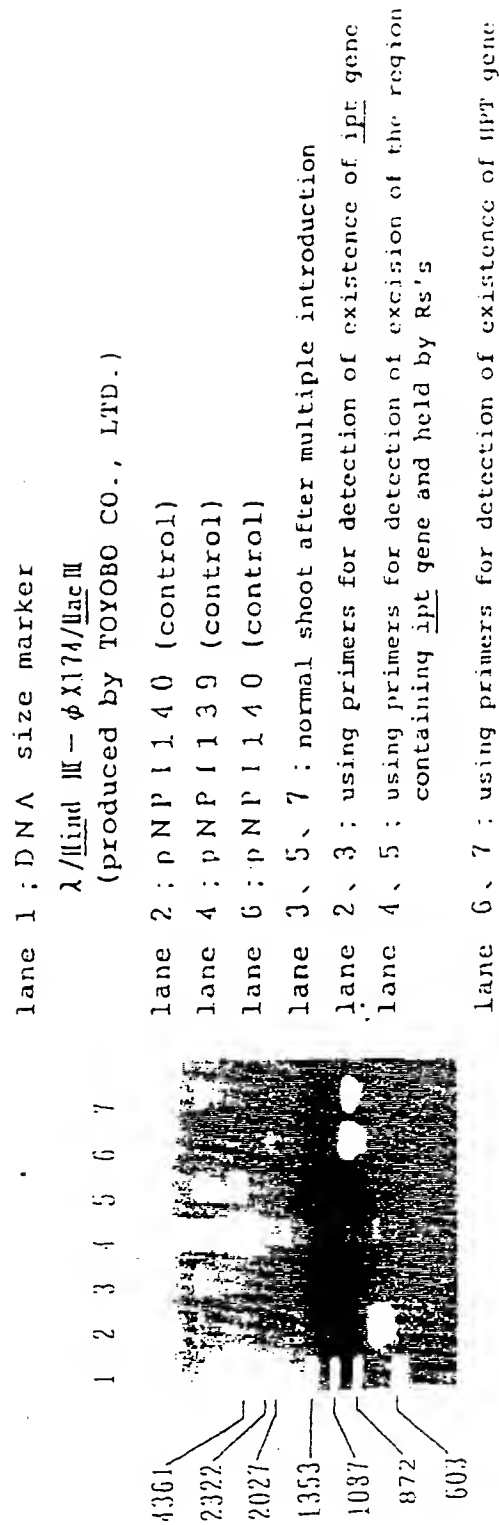 lane 1 ; DNA size marker
λ/Hind III − φX174/Hae III
(produced by TOYOBO CO., LTD.)
lane 2 ; pNPI140 (control)
lane 4 ; pNPI139 (control)
lane 6 ; pNPI140 (control)
lane 3、5、7 ; normal shoot after multiple introduction
lane 2、3 ; using primers for detection of existence of ipt gene
lane 4、5 ; using primers for detection of excision of the region
containing ipt gene and held by Rs's
lane 6、7 ; using primers for detection of existence of HPT gene
1 2 3 4 5 6 7
4361
2322
2027
1353
1087
872
603